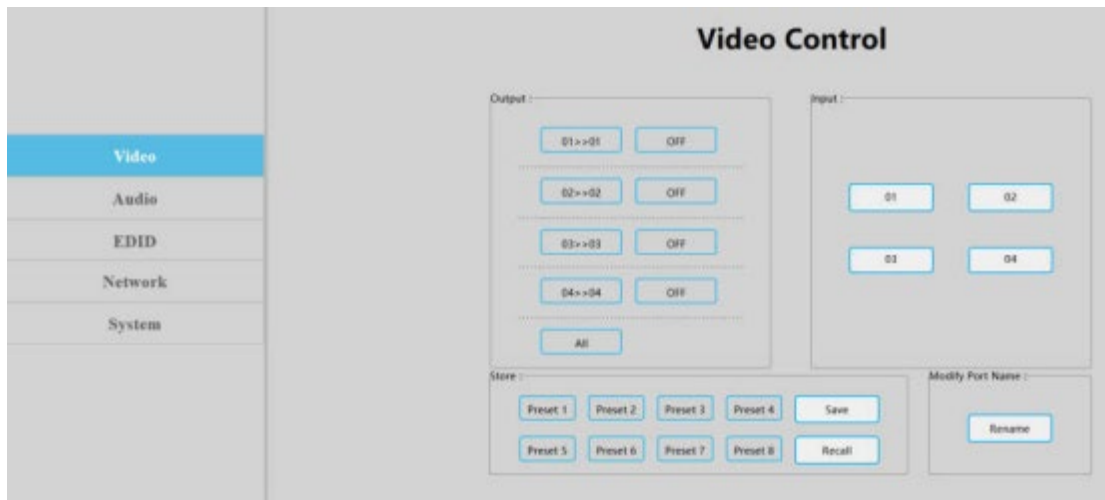 Video Control
Video
Audio
EDID
Network
System
Output :
01>>01 OFF
02>>02 OFF
03>>03 OFF
04>>04 OFF
All
Input :
01 02
03 04
Store :
Preset 1 Preset 2 Preset 3 Preset 4 Save
Preset 5 Preset 6 Preset 7 Preset 8 Recall
Modify Port Name :
Rename